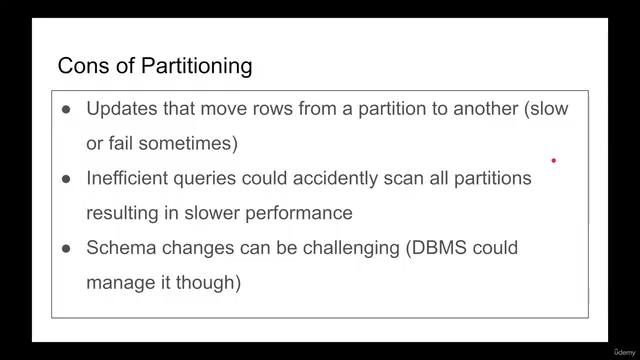 Cons of Partitioning
● Updates that move rows from a partition to another (slow
or fail sometimes)
● Inefficient queries could accidently scan all partitions
resulting in slower performance
● Schema changes can be challenging (DBMS could
manage it though)
ûdemy